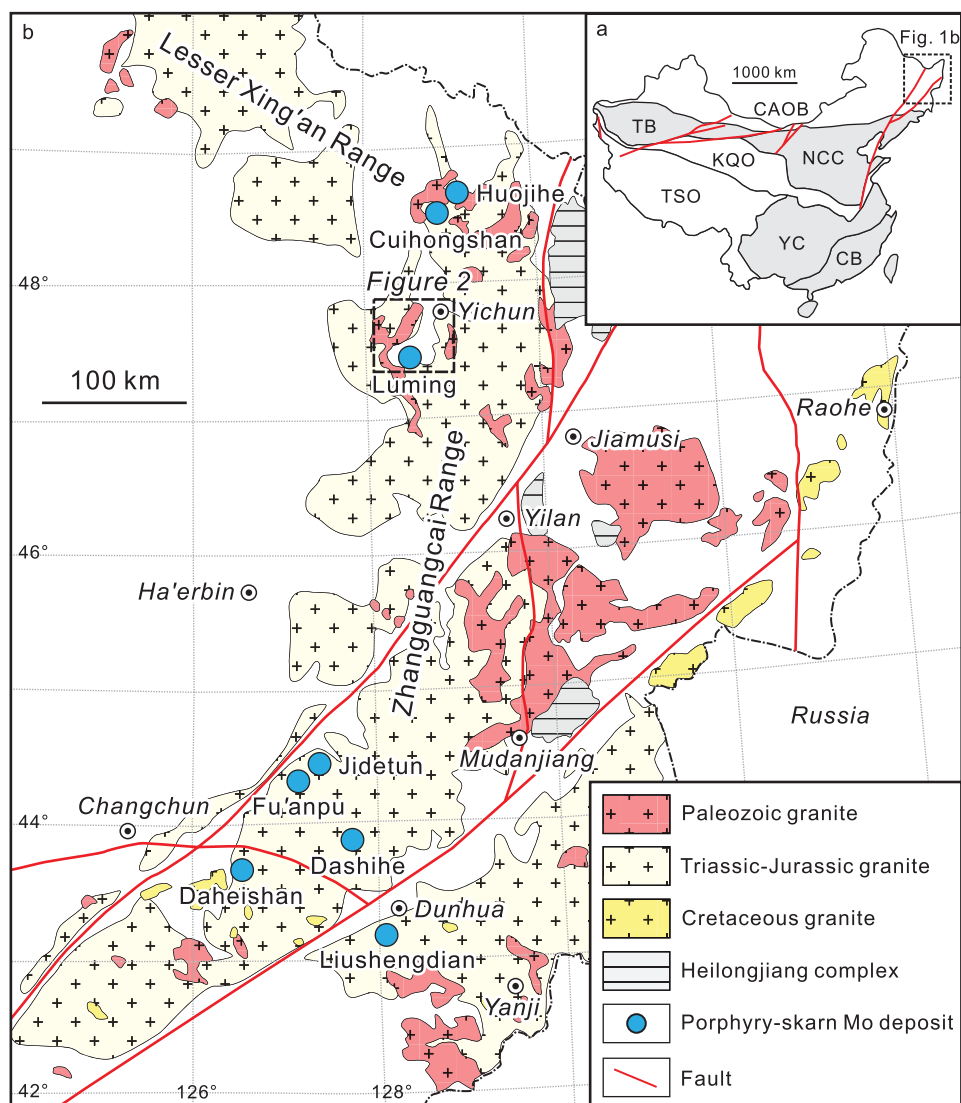 b
a
Fig. 1b
1000 km
CAOB
TB
NCC
KQO
TSO
YC
CB
Lesser Xing'an Range
Huojihe
Cuihongshan
48°
Figure 2
Yichun
Luming
100 km
Raohe
Jiamusi
Zhangguangcai Range
Yilan
46°
Ha'erbin
Russia
Mudanjiang
Jidetun
Fu'anpu
Changchun
44°
Dashihe
Daheishan
Dunhua
Liushengdian
Yanji
42°
126°
128°
Paleozoic granite
Triassic-Jurassic granite
Cretaceous granite
Heilongjiang complex
Porphyry-skarn Mo deposit
Fault